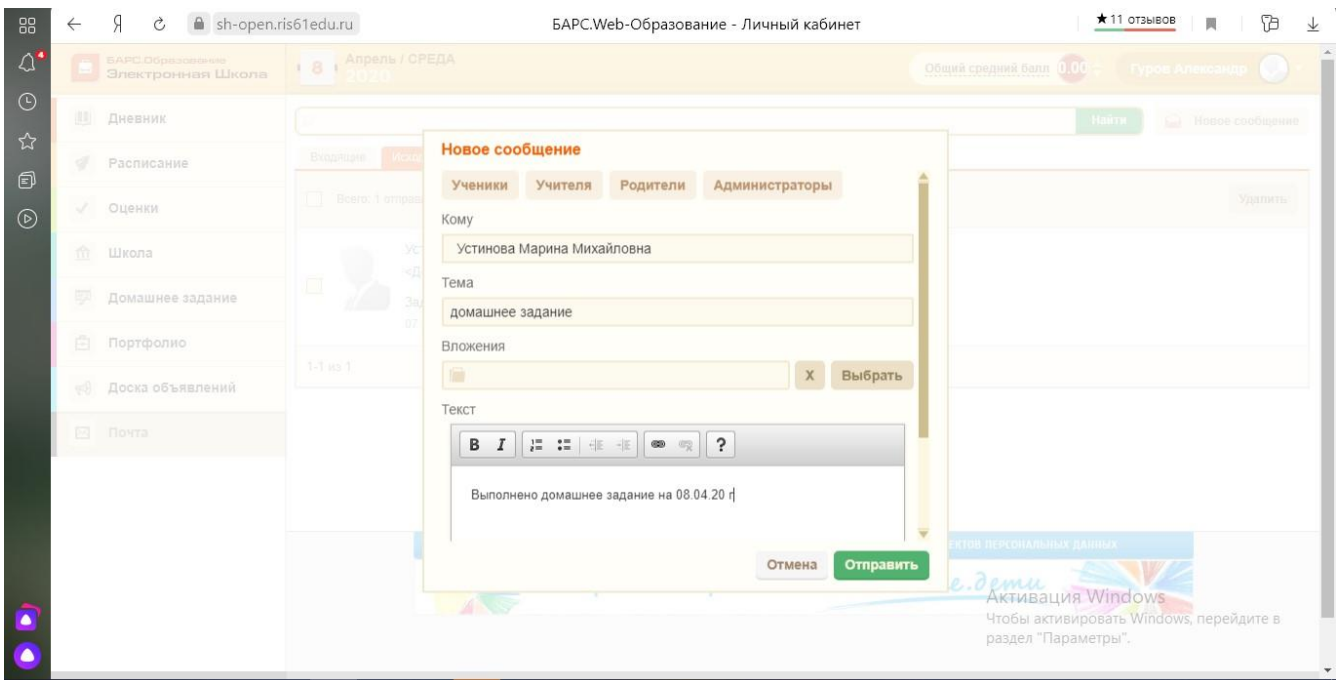 sh-open.ris61edu.ru
БАРС.Web-Образование - Личный кабинет
★11 отзывов
4
БАРС.Образование
Электронная Школа
8
Апрель / СРЕДА
2020
Общий средний балл 0.00
Гуров Александр
Дневник
Расписание
Оценки
Школа
Домашнее задание
Портфолио
Доска объявлений
Почта
Найти
Новое сообщение
Входящие
Всего: 1
Удалить
1-1 из 1
Новое сообщение
Ученики Учителя Родители Администраторы
Кому
Устинова Марина Михайловна
Тема
домашнее задание
Вложения
X Выбрать
Текст
B I ?
Выполнено домашнее задание на 08.04.20 г
Отмена Отправить
ПЕРСОНАЛЬНЫХ ДАННЫХ
е.дети
Активация Windows
Чтобы активировать Windows, перейдите в
раздел "Параметры".